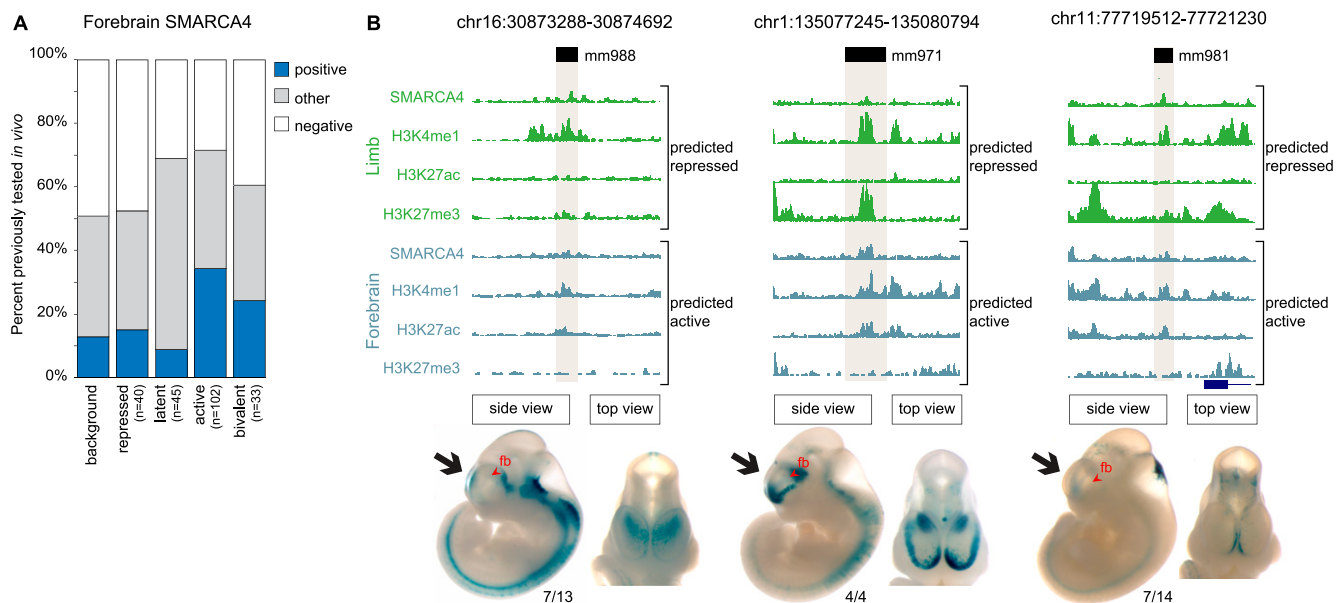 A
Forebrain SMARCA4
Percent previously tested in vivo
100%
80%
60%
40%
20%
0%
positive
other
negative
background
repressed
(n=40)
latent
(n=45)
active
(n=102)
bivalent
(n=33)
B
chr16:30873288-30874692
chr1:135077245-135080794
chr11:77719512-77721230
mm988
mm971
mm981
Limb
SMARCA4
H3K4me1
H3K27ac
H3K27me3
predicted
repressed
predicted
repressed
predicted
repressed
Forebrain
SMARCA4
H3K4me1
H3K27ac
H3K27me3
predicted
active
predicted
active
predicted
active
side view
top view
side view
top view
side view
top view
fb
fb
fb
7/13
4/4
7/14